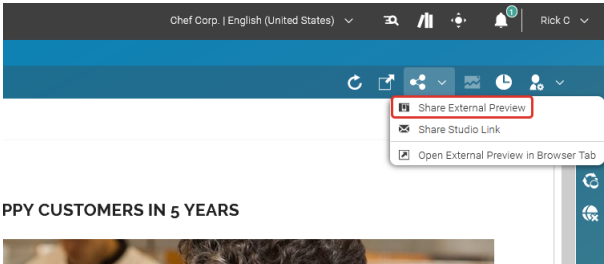 Chef Corp. | English (United States)
1
Rick C
Share External Preview
Share Studio Link
Open External Preview in Browser Tab
PPY CUSTOMERS IN 5 YEARS